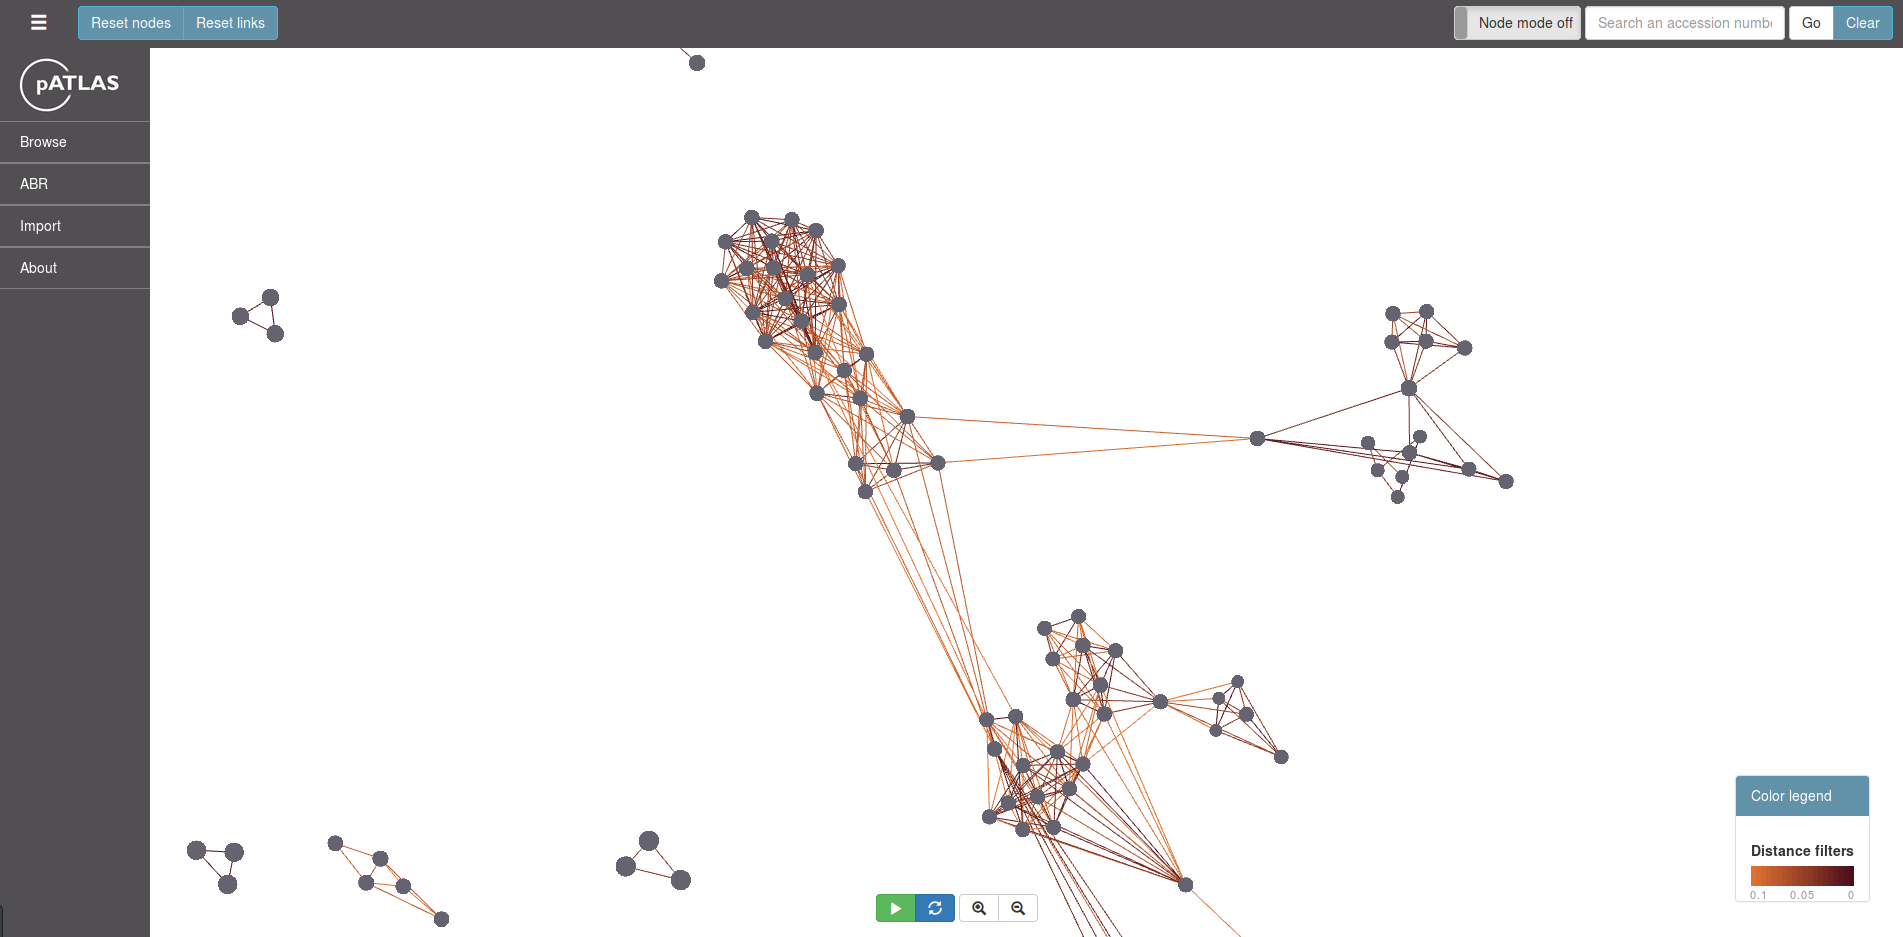 Reset nodes
Reset links
Node mode off
Search an accession numbe
Go
Clear
pATLAS
Browse
ABR
Import
About
Color legend
Distance filters
0.1 0.05 0